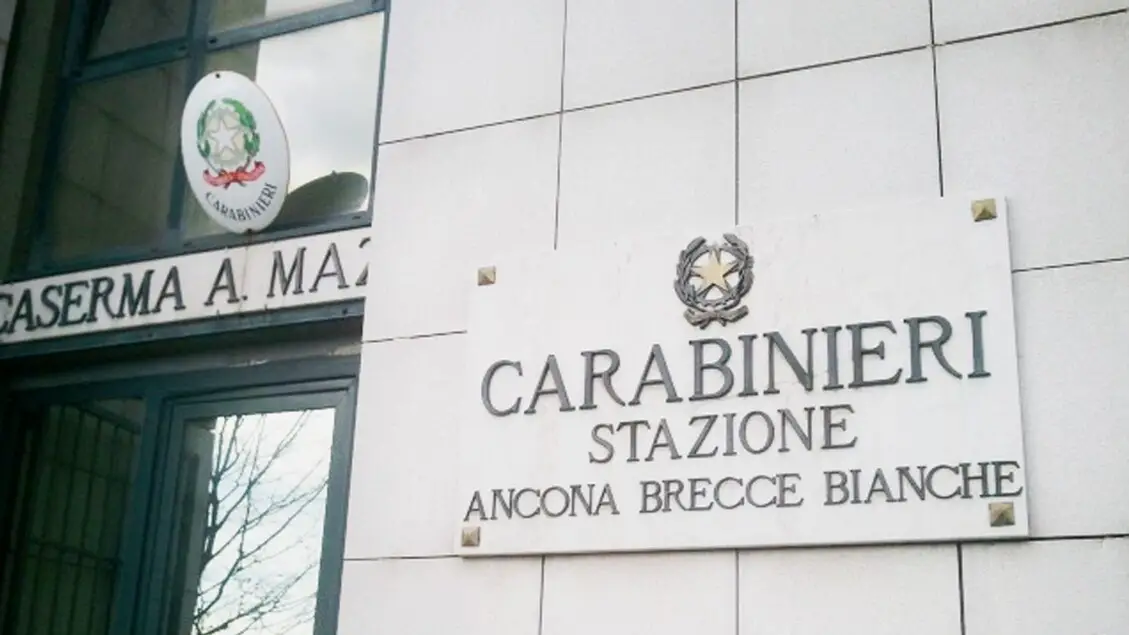 CARABINIERI
CASERMA A. MAZ
CARABINIERI
STAZIONE
ANCONA BRECCE BIANCHE